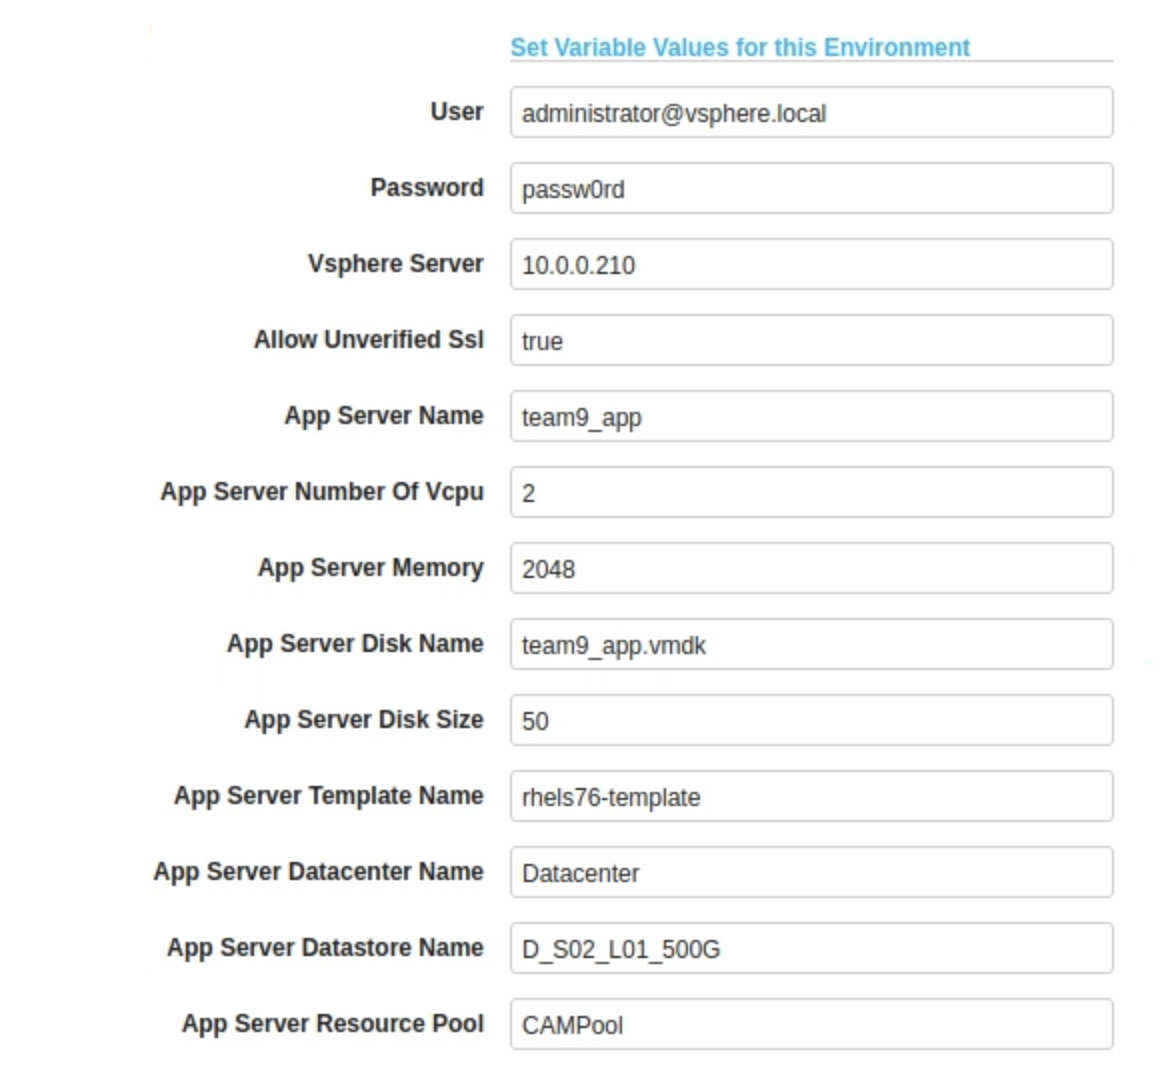 Set Variable Values for this Environment
User administrator@vsphere.local
Password passw0rd
Vsphere Server 10.0.0.210
Allow Unverified Ssl true
App Server Name team9_app
App Server Number Of Vcpu 2
App Server Memory 2048
App Server Disk Name team9_app.vmdk
App Server Disk Size 50
App Server Template Name rhels76-template
App Server Datacenter Name Datacenter
App Server Datastore Name D_S02_L01_500G
App Server Resource Pool CAMPool